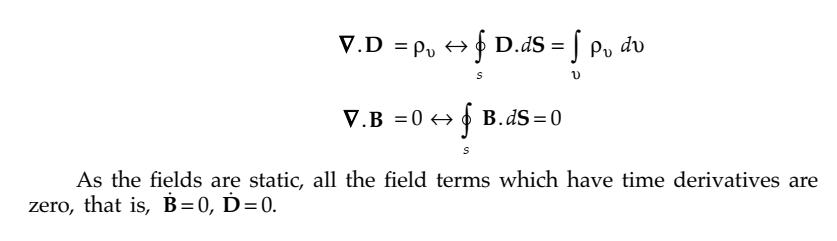 ∇.D = ρυ ↔ ∮s D.dS = ∫υ ρυ dυ
∇.B = 0 ↔ ∮s B.dS = 0
As the fields are static, all the field terms which have time derivatives are
zero, that is, Ḃ = 0, Ḋ = 0.